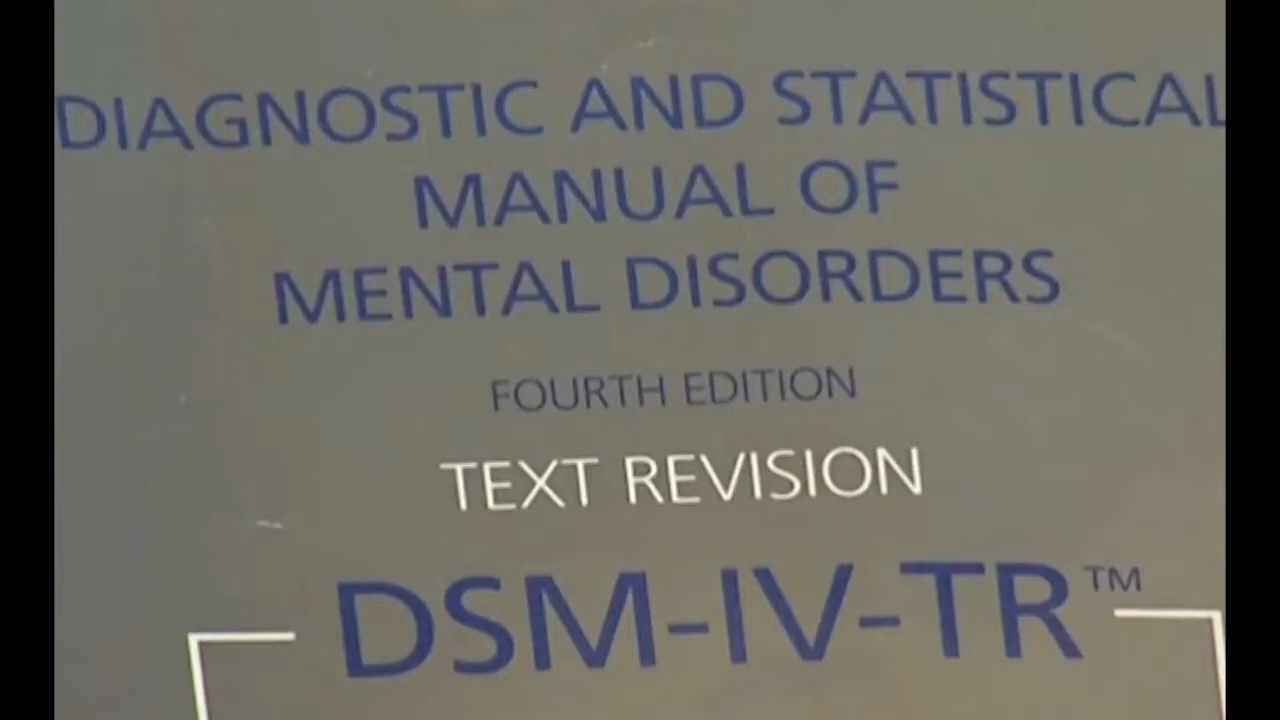 DIAGNOSTIC AND STATISTICAL
MANUAL OF
MENTAL DISORDERS
FOURTH EDITION
TEXT REVISION
DSM-IV-TR™